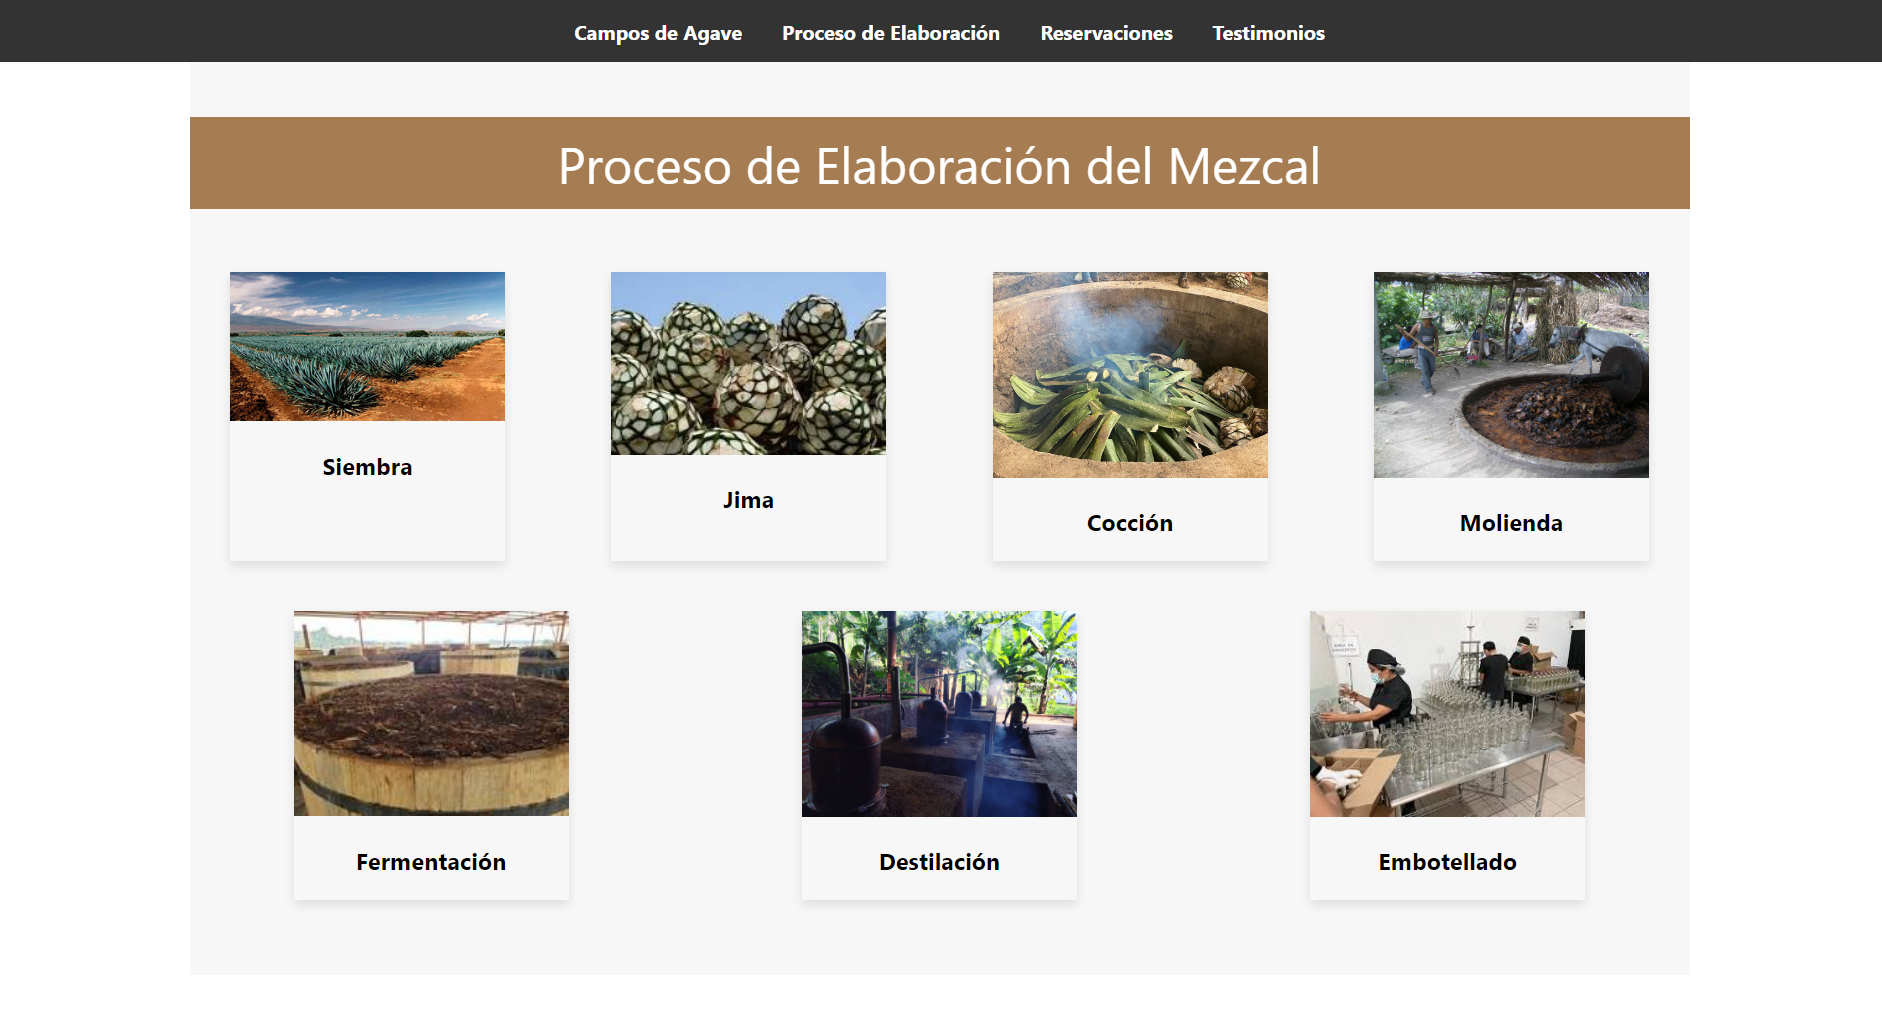 Campos de Agave Proceso de Elaboración Reservaciones Testimonios
Proceso de Elaboración del Mezcal
Siembra
Jima
Cocción
Molienda
Fermentación
Destilación
Embotellado